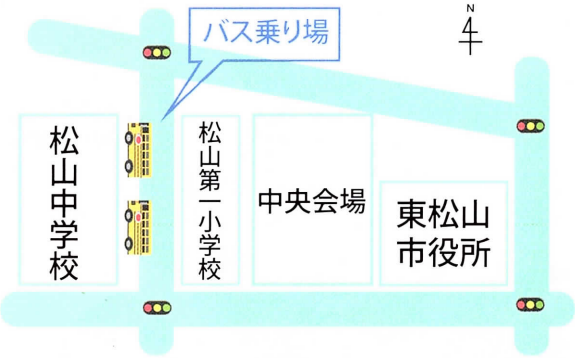 バス乗り場
N
松山中学校
松山第一小学校
中央会場
東松山
市役所